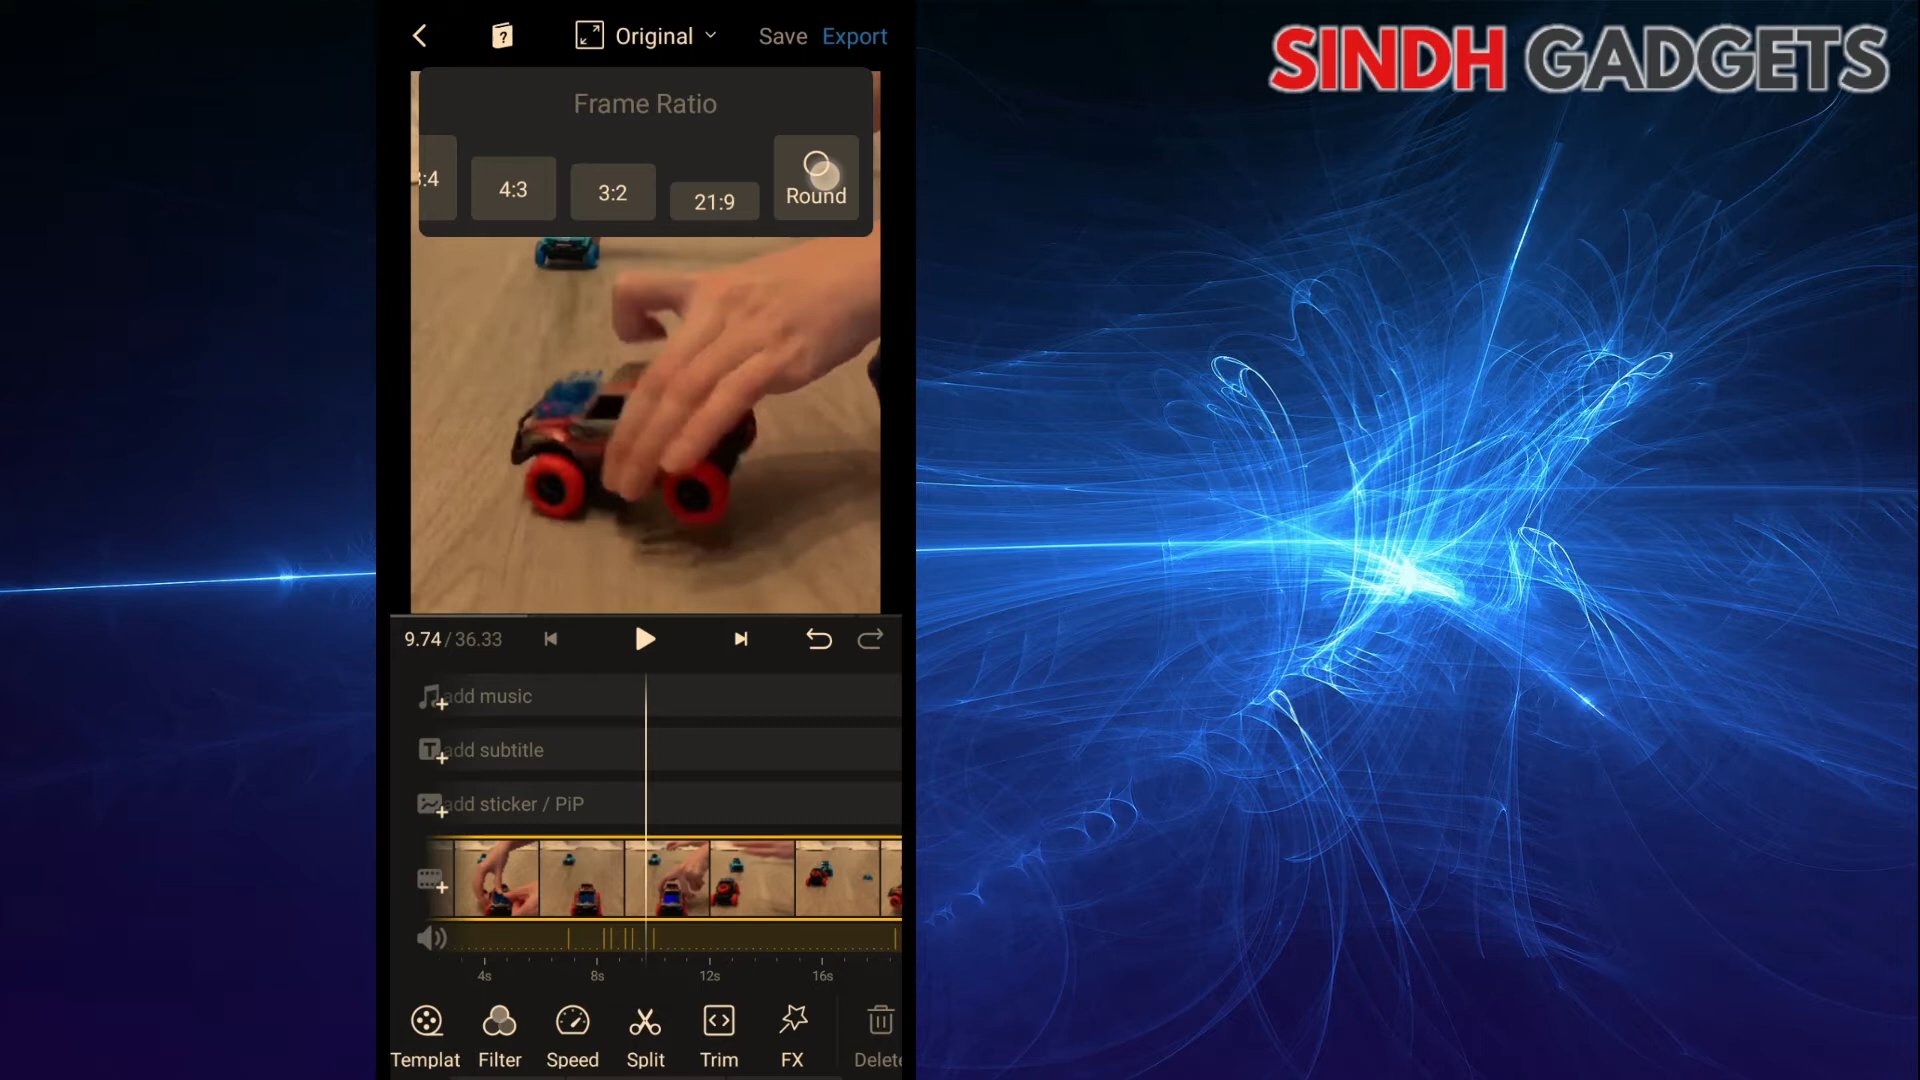 Original
Save
Export
SINDH GADGETS
Frame Ratio
:4
4:3
3:2
21:9
Round
9.74/36.33
add music
add subtitle
add sticker / PiP
4s
8s
12s
16s
Templat
Filter
Speed
Split
Trim
FX
Delete